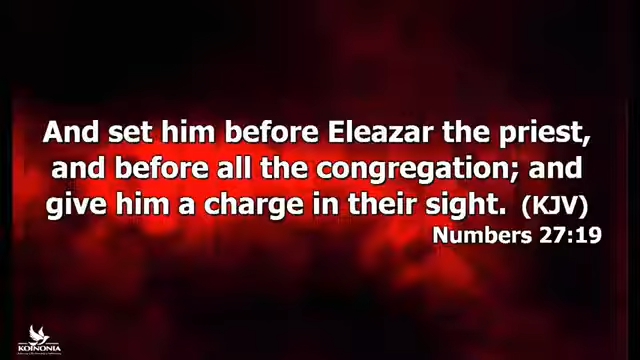 And set him before Eleazar the priest,
and before all the congregation; and
give him a charge in their sight. (KJV)
Numbers 27:19
KOINONIA